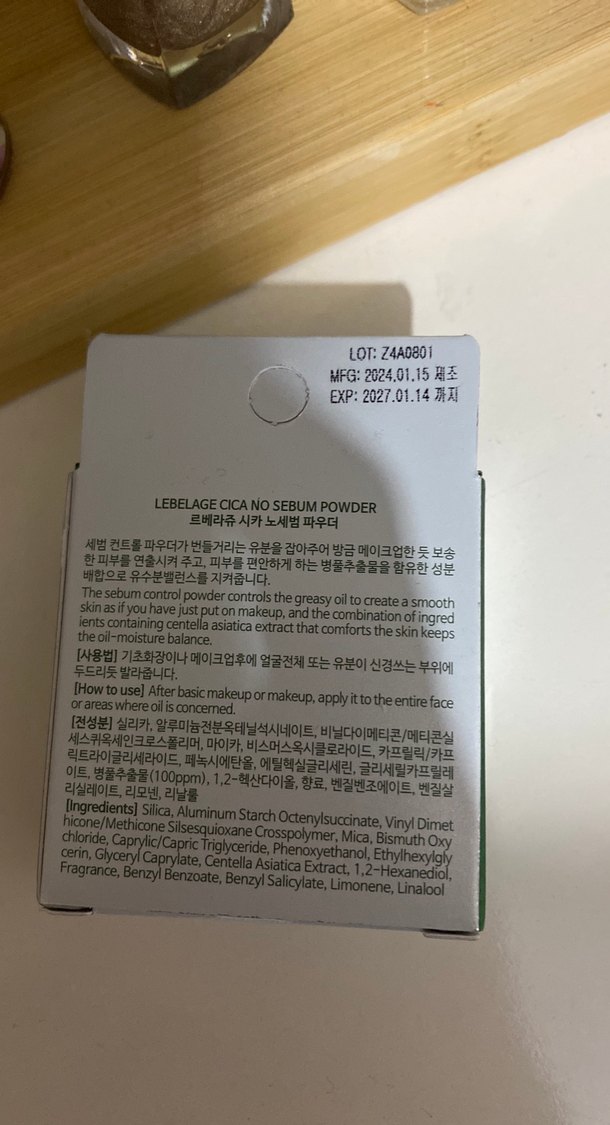 LOT: Z4A0801
MFG: 2024.01.15 제조
EXP: 2027.01.14 까지
LEBELAGE CICA NO SEBUM POWDER
르베라쥬 시카 노세범 파우더
세범 컨트롤 파우더가 번들거리는 유분을 잡아주어 방금 메이크업한 듯 보송
한 피부를 연출시켜 주고, 피부를 편안하게 하는 병풀추출물을 함유한 성분
배합으로 유수분밸런스를 지켜줍니다.
The sebum control powder controls the greasy oil to create a smooth
skin as if you have just put on makeup, and the combination of ingred
ients containing centella asiatica extract that comforts the skin keeps
the oil-moisture balance.
[사용법] 기초화장이나 메이크업후에 얼굴전체 또는 유분이 신경쓰는 부위에
두드리듯 발라줍니다.
[How to use] After basic makeup or makeup, apply it to the entire face
or areas where oil is concerned.
[전성분] 실리카, 알루미늄전분옥테닐석시네이트, 비닐다이메티콘/메티콘실
세스퀴옥세인크로스폴리머, 마이카, 비스머스옥시클로라이드, 카프릴릭/카프
릭트라이글리세라이드, 페녹시에탄올, 에틸헥실글리세린, 글리세릴카프릴레
이트, 병풀추출물(100ppm), 1,2-헥산다이올, 향료, 벤질벤조에이트, 벤질살
리실레이트, 리모넨, 리날룰
[Ingredients] Silica, Aluminum Starch Octenylsuccinate, Vinyl Dimet
hicone/Methicone Silsesquioxane Crosspolymer, Mica, Bismuth Oxy
chloride, Caprylic/Capric Triglyceride, Phenoxyethanol, Ethylhexylgly
cerin, Glyceryl Caprylate, Centella Asiatica Extract, 1,2-Hexanediol,
Fragrance, Benzyl Benzoate, Benzyl Salicylate, Limonene, Linalool